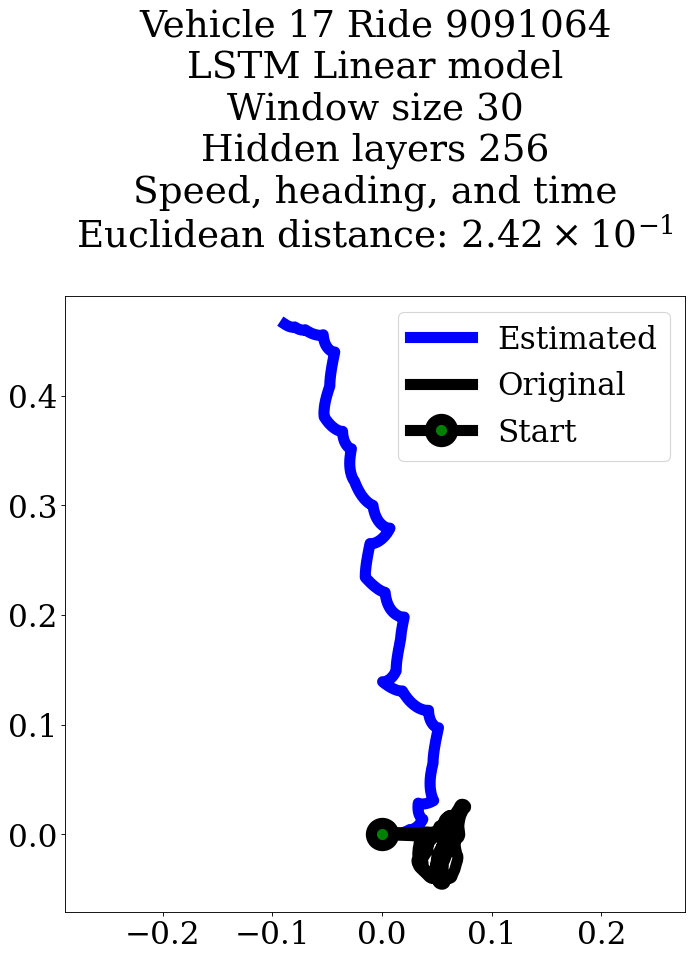 Vehicle 17 Ride 9091064
LSTM Linear model
Window size 30
Hidden layers 256
Speed, heading, and time
Euclidean distance: 2.42 × 10⁻¹
Estimated
Original
Start
0.4
0.3
0.2
0.1
0.0
−0.2
−0.1
0.0
0.1
0.2